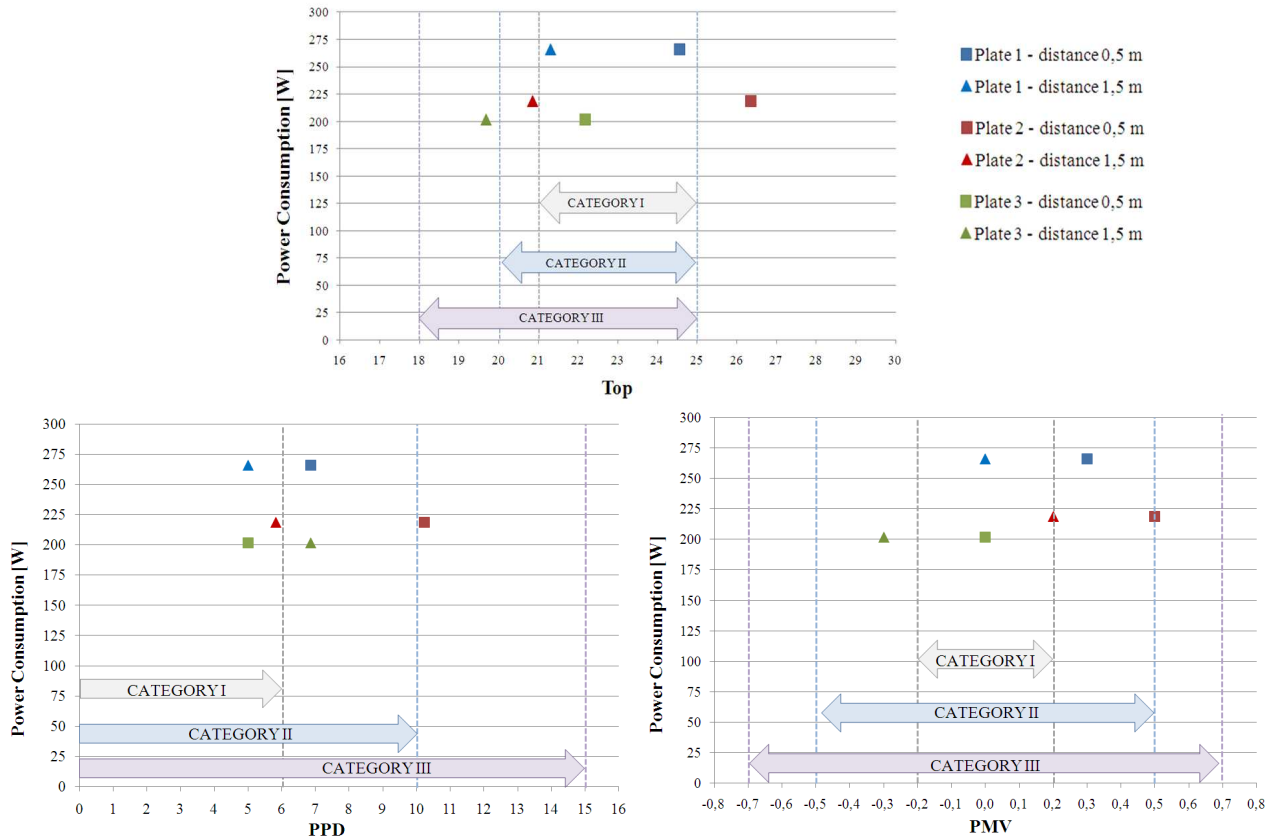 300
275
250
225
200
175
150
125
100
75
50
25
0
Power Consumption [W]
CATEGORY I
CATEGORY II
CATEGORY III
16 17 18 19 20 21 22 23 24 25 26 27 28 29 30
Top
Plate 1 - distance 0,5 m
Plate 1 - distance 1,5 m
Plate 2 - distance 0,5 m
Plate 2 - distance 1,5 m
Plate 3 - distance 0,5 m
Plate 3 - distance 1,5 m
300
275
250
225
200
175
150
125
100
75
50
25
0
Power Consumption [W]
CATEGORY I
CATEGORY II
CATEGORY III
0 1 2 3 4 5 6 7 8 9 10 11 12 13 14 15 16
PPD
300
275
250
225
200
175
150
125
100
75
50
25
0
Power Consumption [W]
CATEGORY I
CATEGORY II
CATEGORY III
-0,8 -0,7 -0,6 -0,5 -0,4 -0,3 -0,2 -0,1 0,0 0,1 0,2 0,3 0,4 0,5 0,6 0,7 0,8
PMV